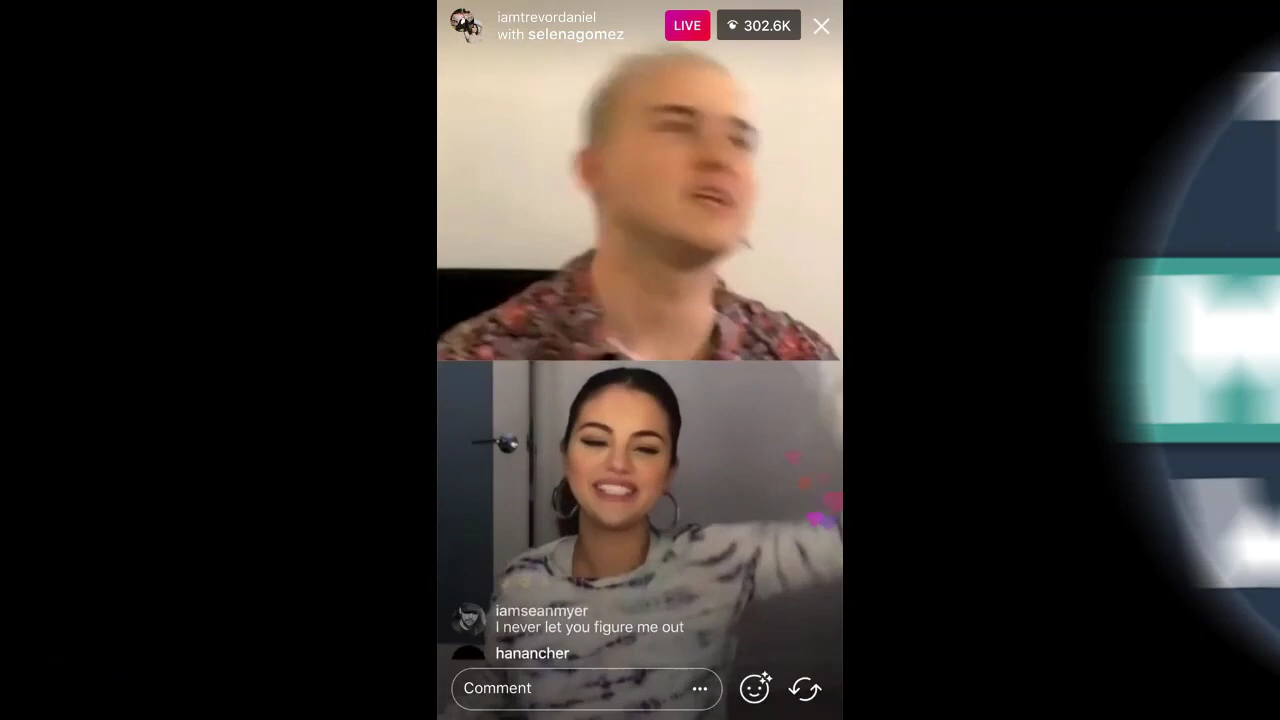 iamtrevordaniel
with selenagomez
LIVE
302.6K
iamseanmyer
I never let you figure me out
hanancher
Comment